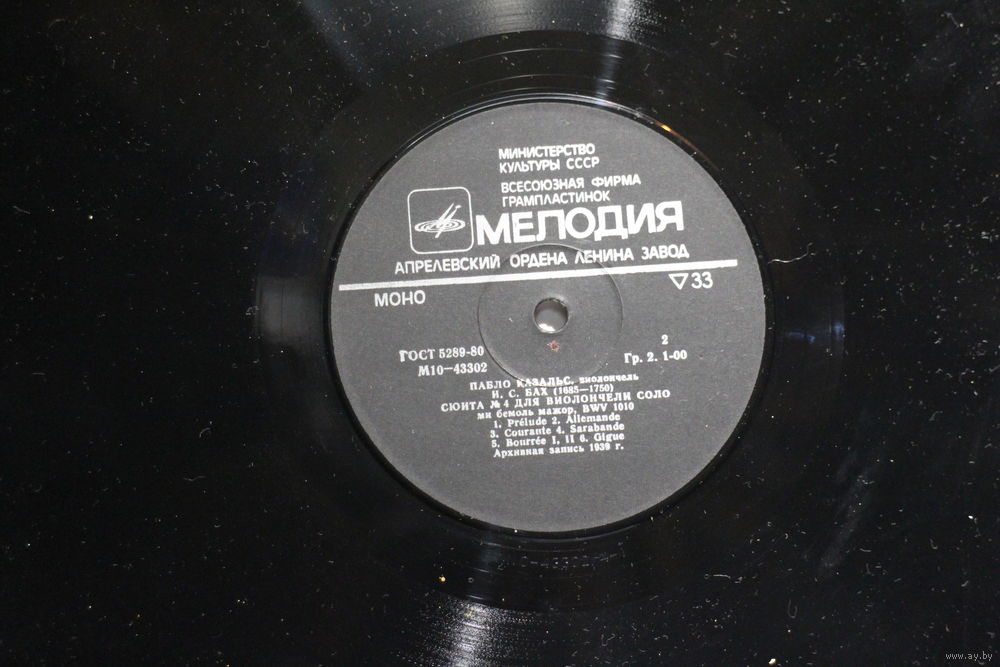 МИНИСТЕРСТВО
КУЛЬТУРЫ СССР
ВСЕСОЮЗНАЯ ФИРМА
ГРАМПЛАСТИНОК
МЕЛОДИЯ
АПРЕЛЕВСКИЙ ОРДЕНА ЛЕНИНА ЗАВОД
МОНО ▽33
ГОСТ 5289-80 2
М10—43302 Гр. 2. 1-00
ПАБЛО КАЗАЛЬС, виолончель
И. С. БАХ (1685—1750)
СЮИТА № 4 ДЛЯ ВИОЛОНЧЕЛИ СОЛО
ми бемоль мажор, BWV 1010
1. Prélude 2. Allemande
3. Courante 4. Sarabande
5. Bourrée I, II 6. Gigue
Архивная запись 1939 г.
www.ay.by